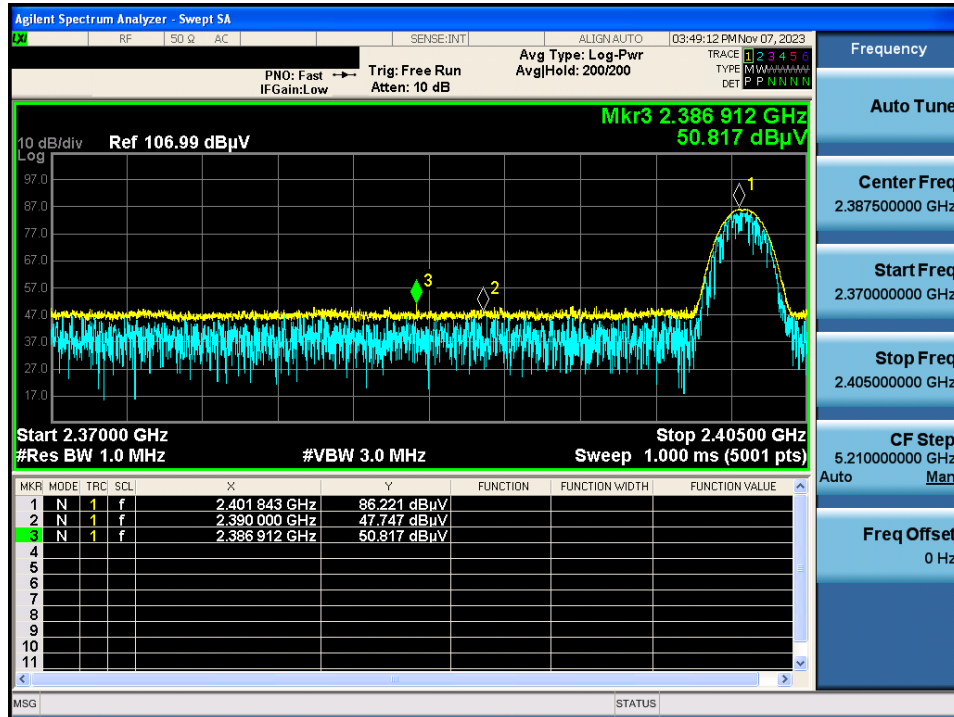 Agilent Spectrum Analyzer - Swept SA
LXI RF 50 Ω AC SENSE:INT ALIGN AUTO 03:49:12 PM Nov 07, 2023
PNO: Fast Trig: Free Run Avg Type: Log-Pwr TRACE 1 2 3 4 5 6
IFGain:Low Atten: 10 dB Avg|Hold: 200/200 TYPE M W
DET P P N N N N
Mkr3 2.386 912 GHz
50.817 dBµV
10 dB/div Ref 106.99 dBµV
Log
97.0
87.0
77.0
67.0
57.0
47.0
37.0
27.0
17.0
1
2
3
Start 2.37000 GHz Stop 2.40500 GHz
#Res BW 1.0 MHz #VBW 3.0 MHz Sweep 1.000 ms (5001 pts)
MKR MODE TRC SCL X Y FUNCTION FUNCTION WIDTH FUNCTION VALUE
1 N 1 f 2.401 843 GHz 86.221 dBµV
2 N 1 f 2.390 000 GHz 47.747 dBµV
3 N 1 f 2.386 912 GHz 50.817 dBµV
4
5
6
7
8
9
10
11
MSG STATUS
Frequency
Auto Tune
Center Freq
2.387500000 GHz
Start Freq
2.370000000 GHz
Stop Freq
2.405000000 GHz
CF Step
5.210000000 GHz
Auto Man
Freq Offset
0 Hz